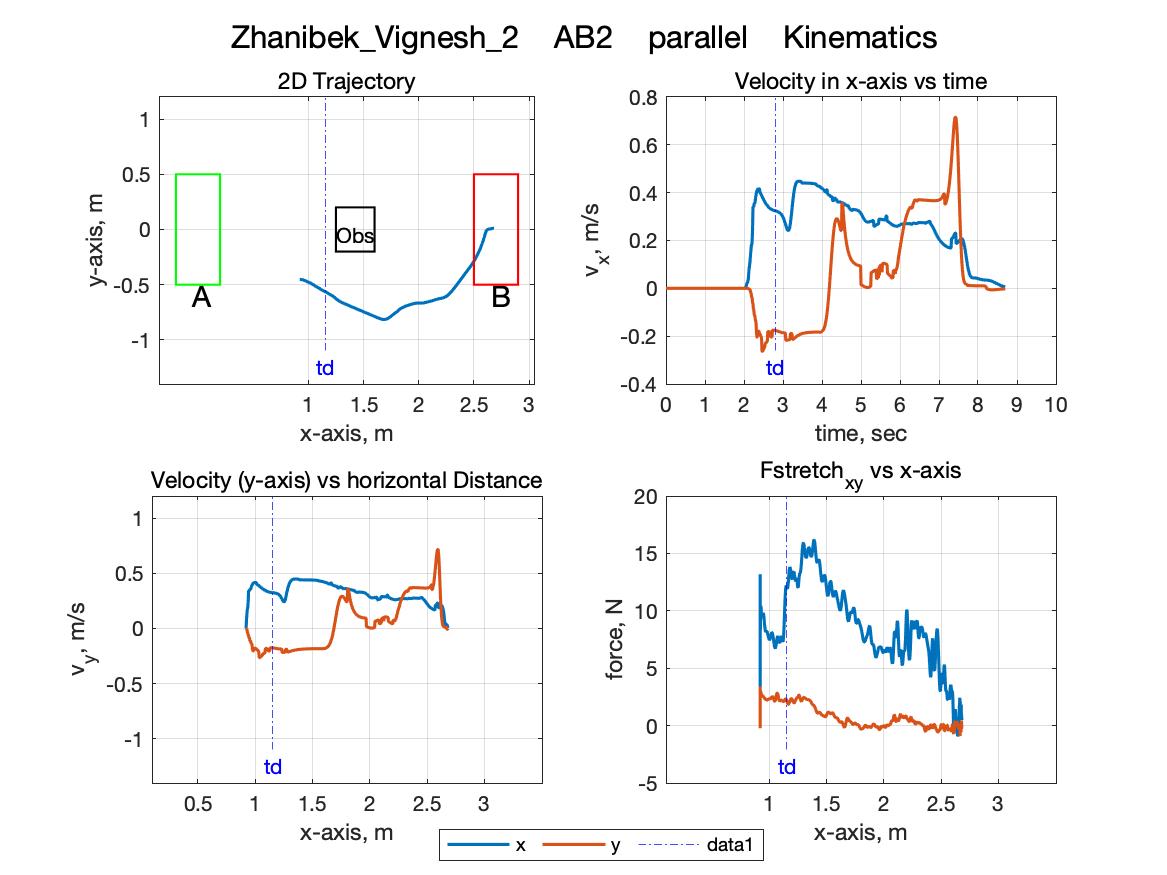 Zhanibek_Vignesh_2 AB2 parallel Kinematics
2D Trajectory
1
0.5
0
-0.5
-1
y-axis, m
A
Obs
B
td
1 1.5 2 2.5 3
x-axis, m
Velocity in x-axis vs time
0.8
0.6
0.4
0.2
0
-0.2
-0.4
v_x, m/s
td
0 1 2 3 4 5 6 7 8 9 10
time, sec
Velocity (y-axis) vs horizontal Distance
1
0.5
0
-0.5
-1
v_y, m/s
td
0.5 1 1.5 2 2.5 3
x-axis, m
Fstretch_xy vs x-axis
20
15
10
5
0
-5
force, N
td
1 1.5 2 2.5 3
x-axis, m
x y data1